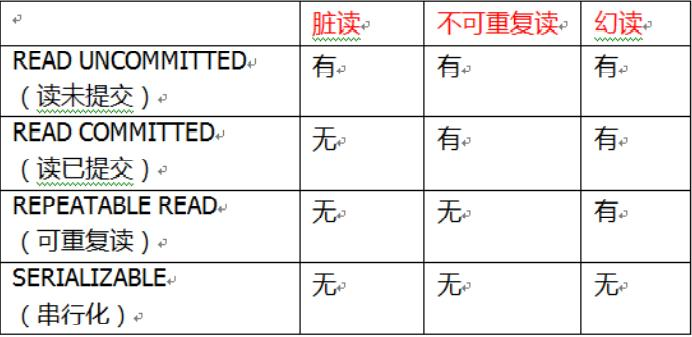 脏读 不可重复读 幻读
READ UNCOMMITTED 有 有 有
（读未提交）
READ COMMITTED 无 有 有
（读已提交）
REPEATABLE READ 无 无 有
（可重复读）
SERIALIZABLE 无 无 无
（串行化）